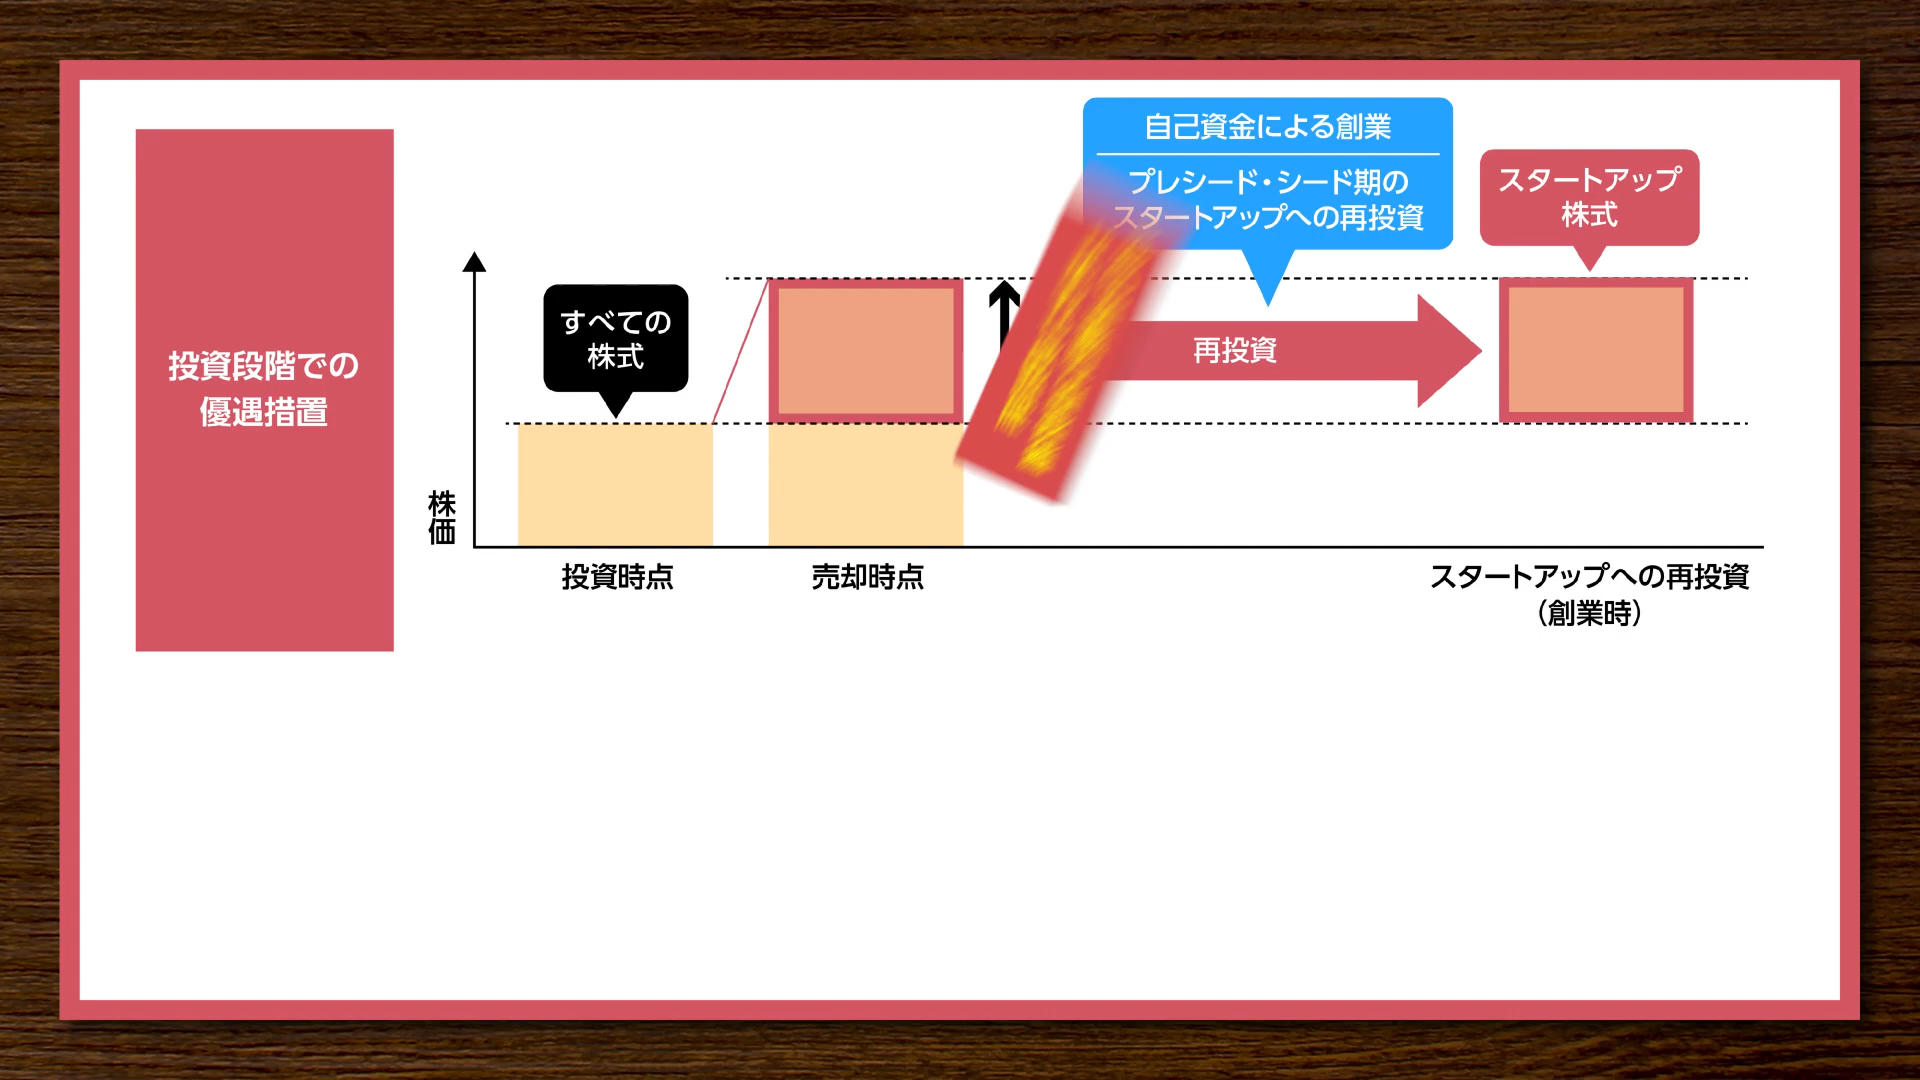 投資段階での
優遇措置
株価
すべての
株式
自己資金による創業
プレシード・シード期の
スタートアップへの再投資
スタートアップ
株式
再投資
投資時点
売却時点
スタートアップへの再投資
（創業時）